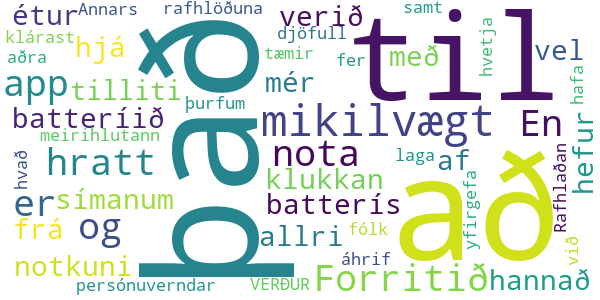 étur Annars rafhlöðuna verið samt
klárast hjá djöfull hvetja
aðra það tæmir fer með til vel
app tilliti mér hafa
batteríið þurfum mikilvægt En hefur
meirihlutann
hvað hratt nota af laga Rafhlaðan
er símanum klukkan að yfirgefa
frá og batterís
allri fólk við
notkuni áhrif
persónuverndar VERÐUR Forritið hannað